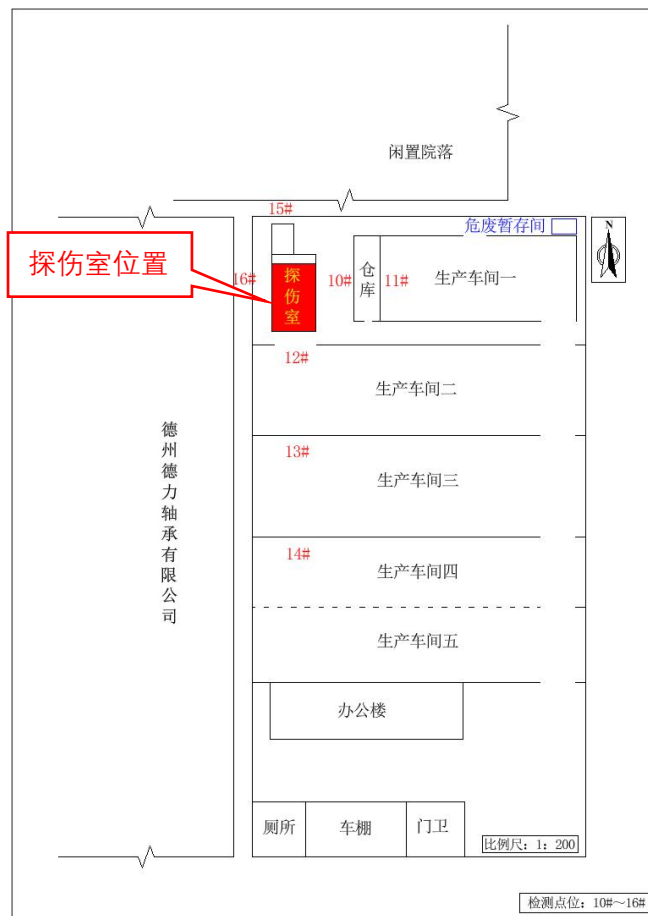 闲置院落
15#
危废暂存间
N
探伤室位置
16#
探伤室
10#
仓库
11#
生产车间一
12#
生产车间二
德州德力轴承有限公司
13#
生产车间三
14#
生产车间四
生产车间五
办公楼
厕所
车棚
门卫
比例尺：1：200
检测点位：10#～16#